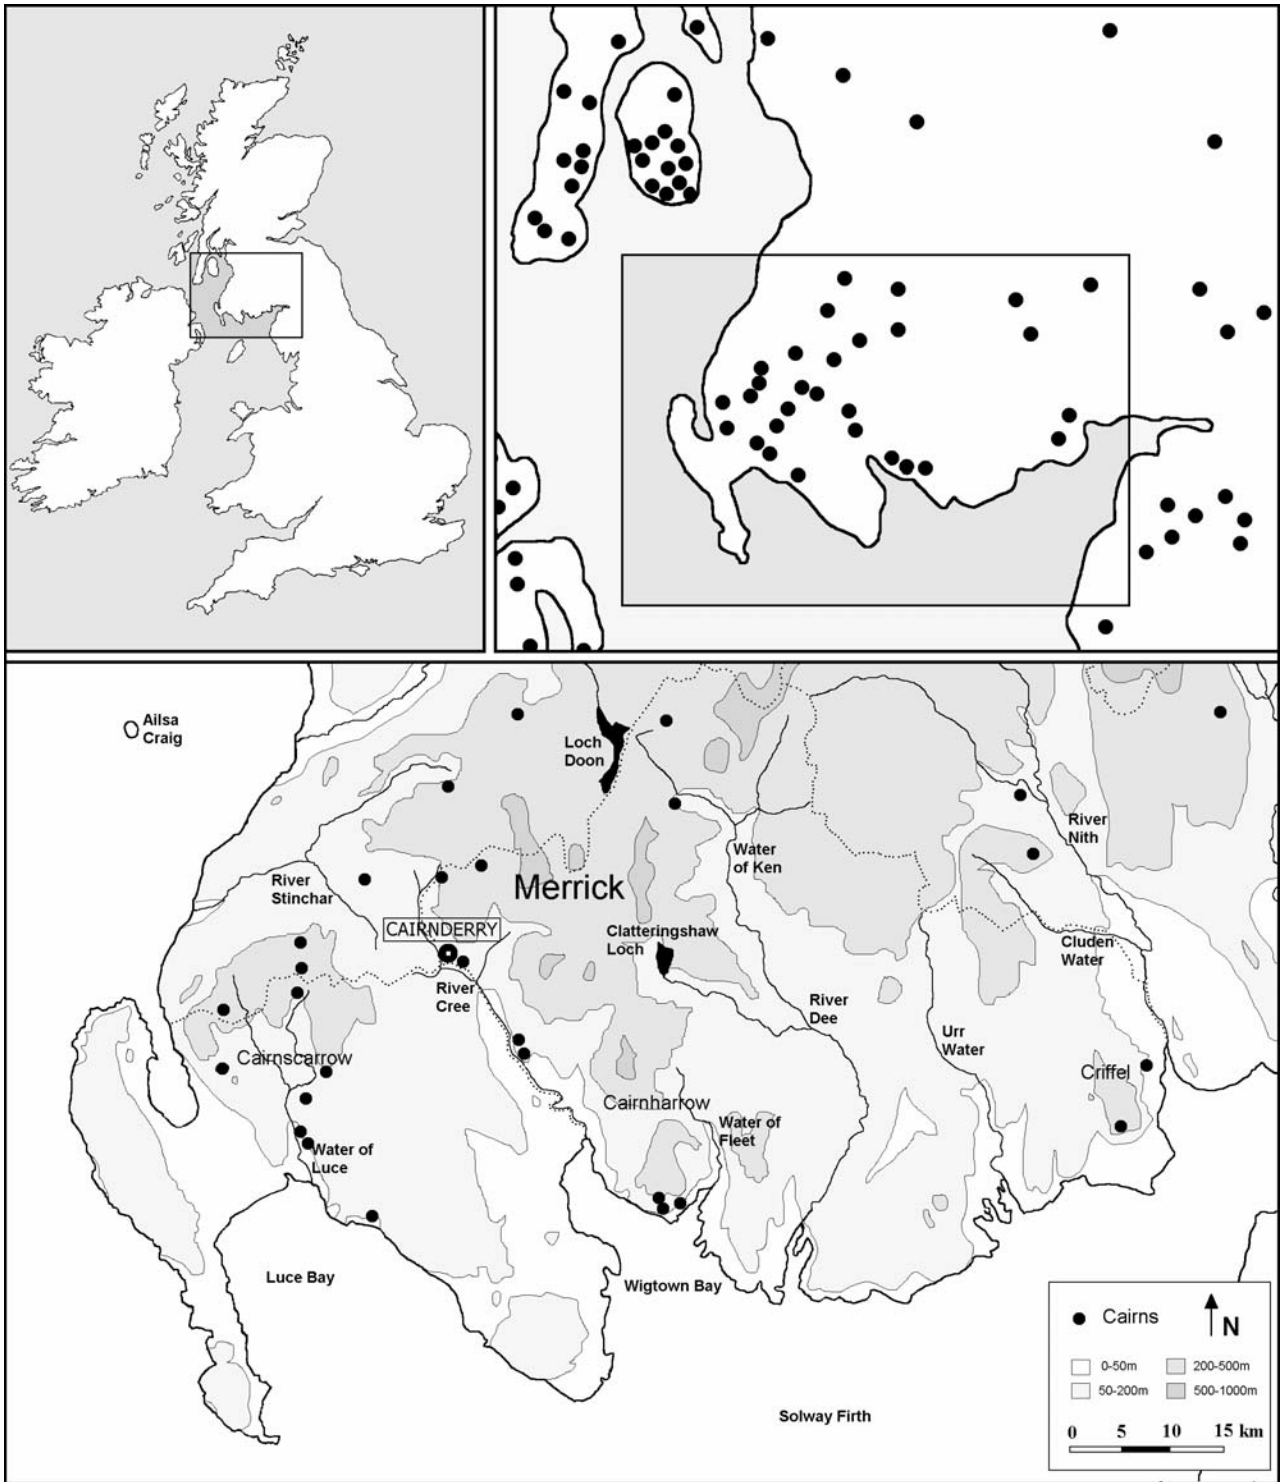 Ailsa
Craig
Loch
Doon
River
Nith
Water
of Ken
River
Stinchar
Merrick
CAIRNDERRY
Clatteringshaw
Loch
Cluden
Water
River
Cree
River
Dee
Urr
Water
Cairnscarrow
Criffel
Cairnharrow
Water of
Fleet
Water of
Luce
Luce Bay
Wigtown Bay
Solway Firth
Cairns
N
0-50m
200-500m
50-200m
500-1000m
0 5 10 15 km